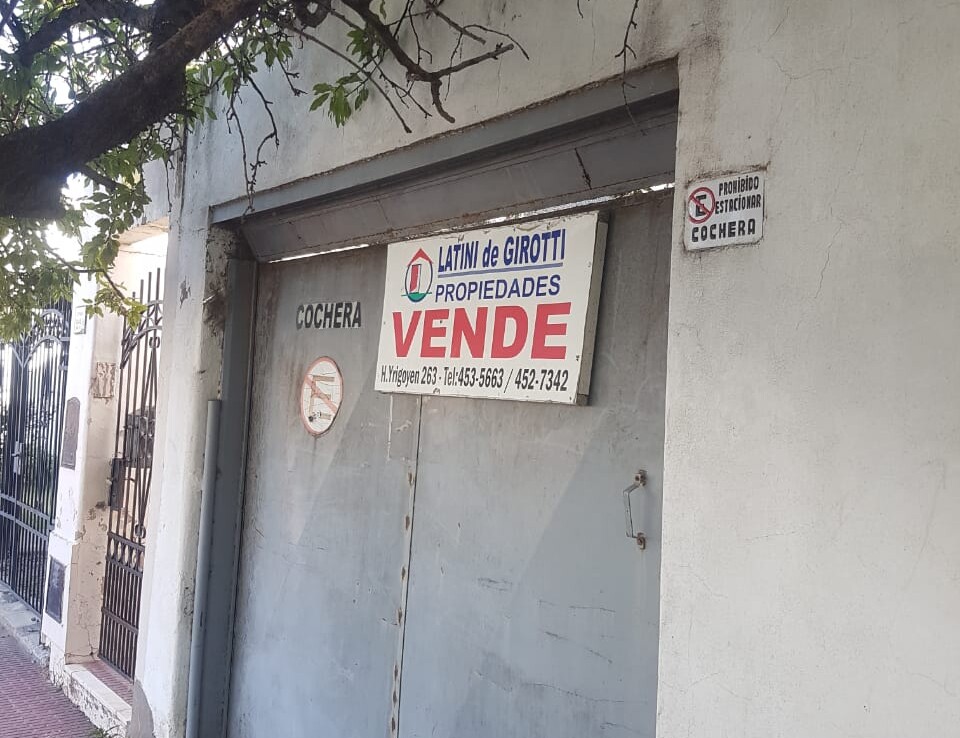 LATINI de GIROTTI
PROPIEDADES
VENDE
H.Yrigoyen 263 - Tel:453-5663 / 452-7342
COCHERA
E PROHIBIDO
ESTACIONAR
COCHERA